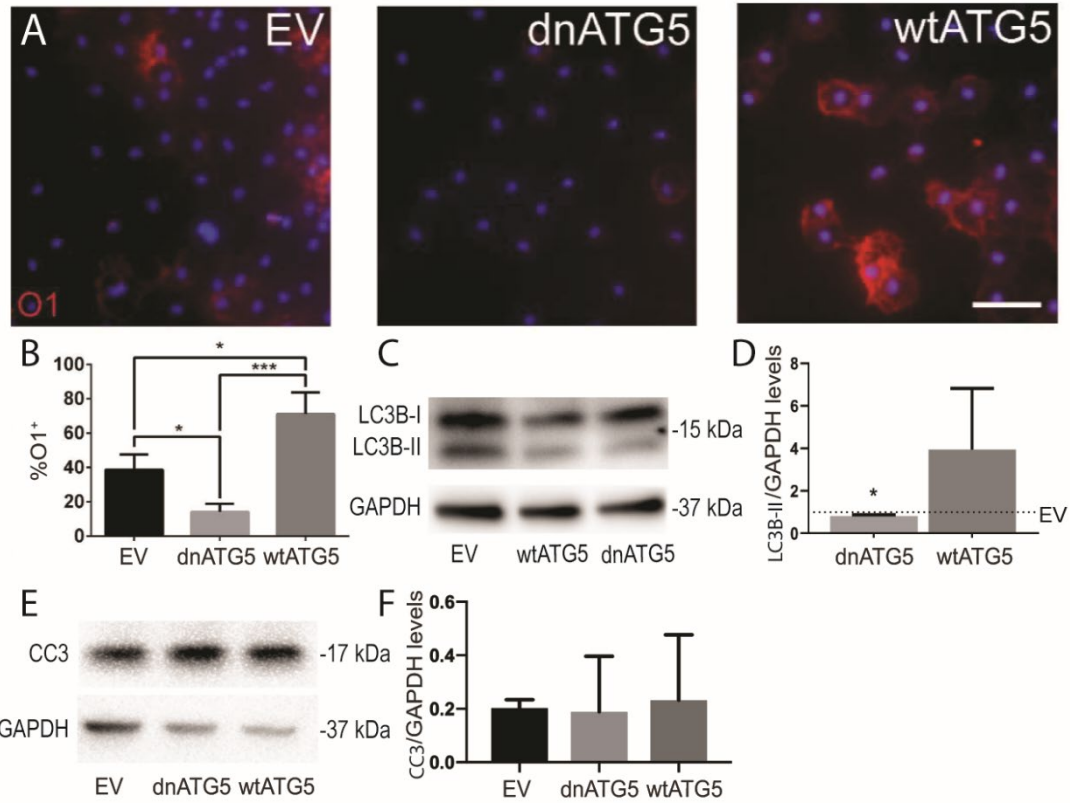 A
EV
dnATG5
wtATG5
O1
B
%O1+
100
80
60
40
20
0
*
***
*
EV
dnATG5
wtATG5
C
LC3B-I
LC3B-II
-15 kDa
GAPDH
-37 kDa
EV
wtATG5
dnATG5
D
LC3B-II/GAPDH levels
8
6
4
2
0
*
EV
dnATG5
wtATG5
E
CC3
-17 kDa
GAPDH
-37 kDa
EV
dnATG5
wtATG5
F
CC3/GAPDH levels
0.6
0.4
0.2
0.0
EV
dnATG5
wtATG5